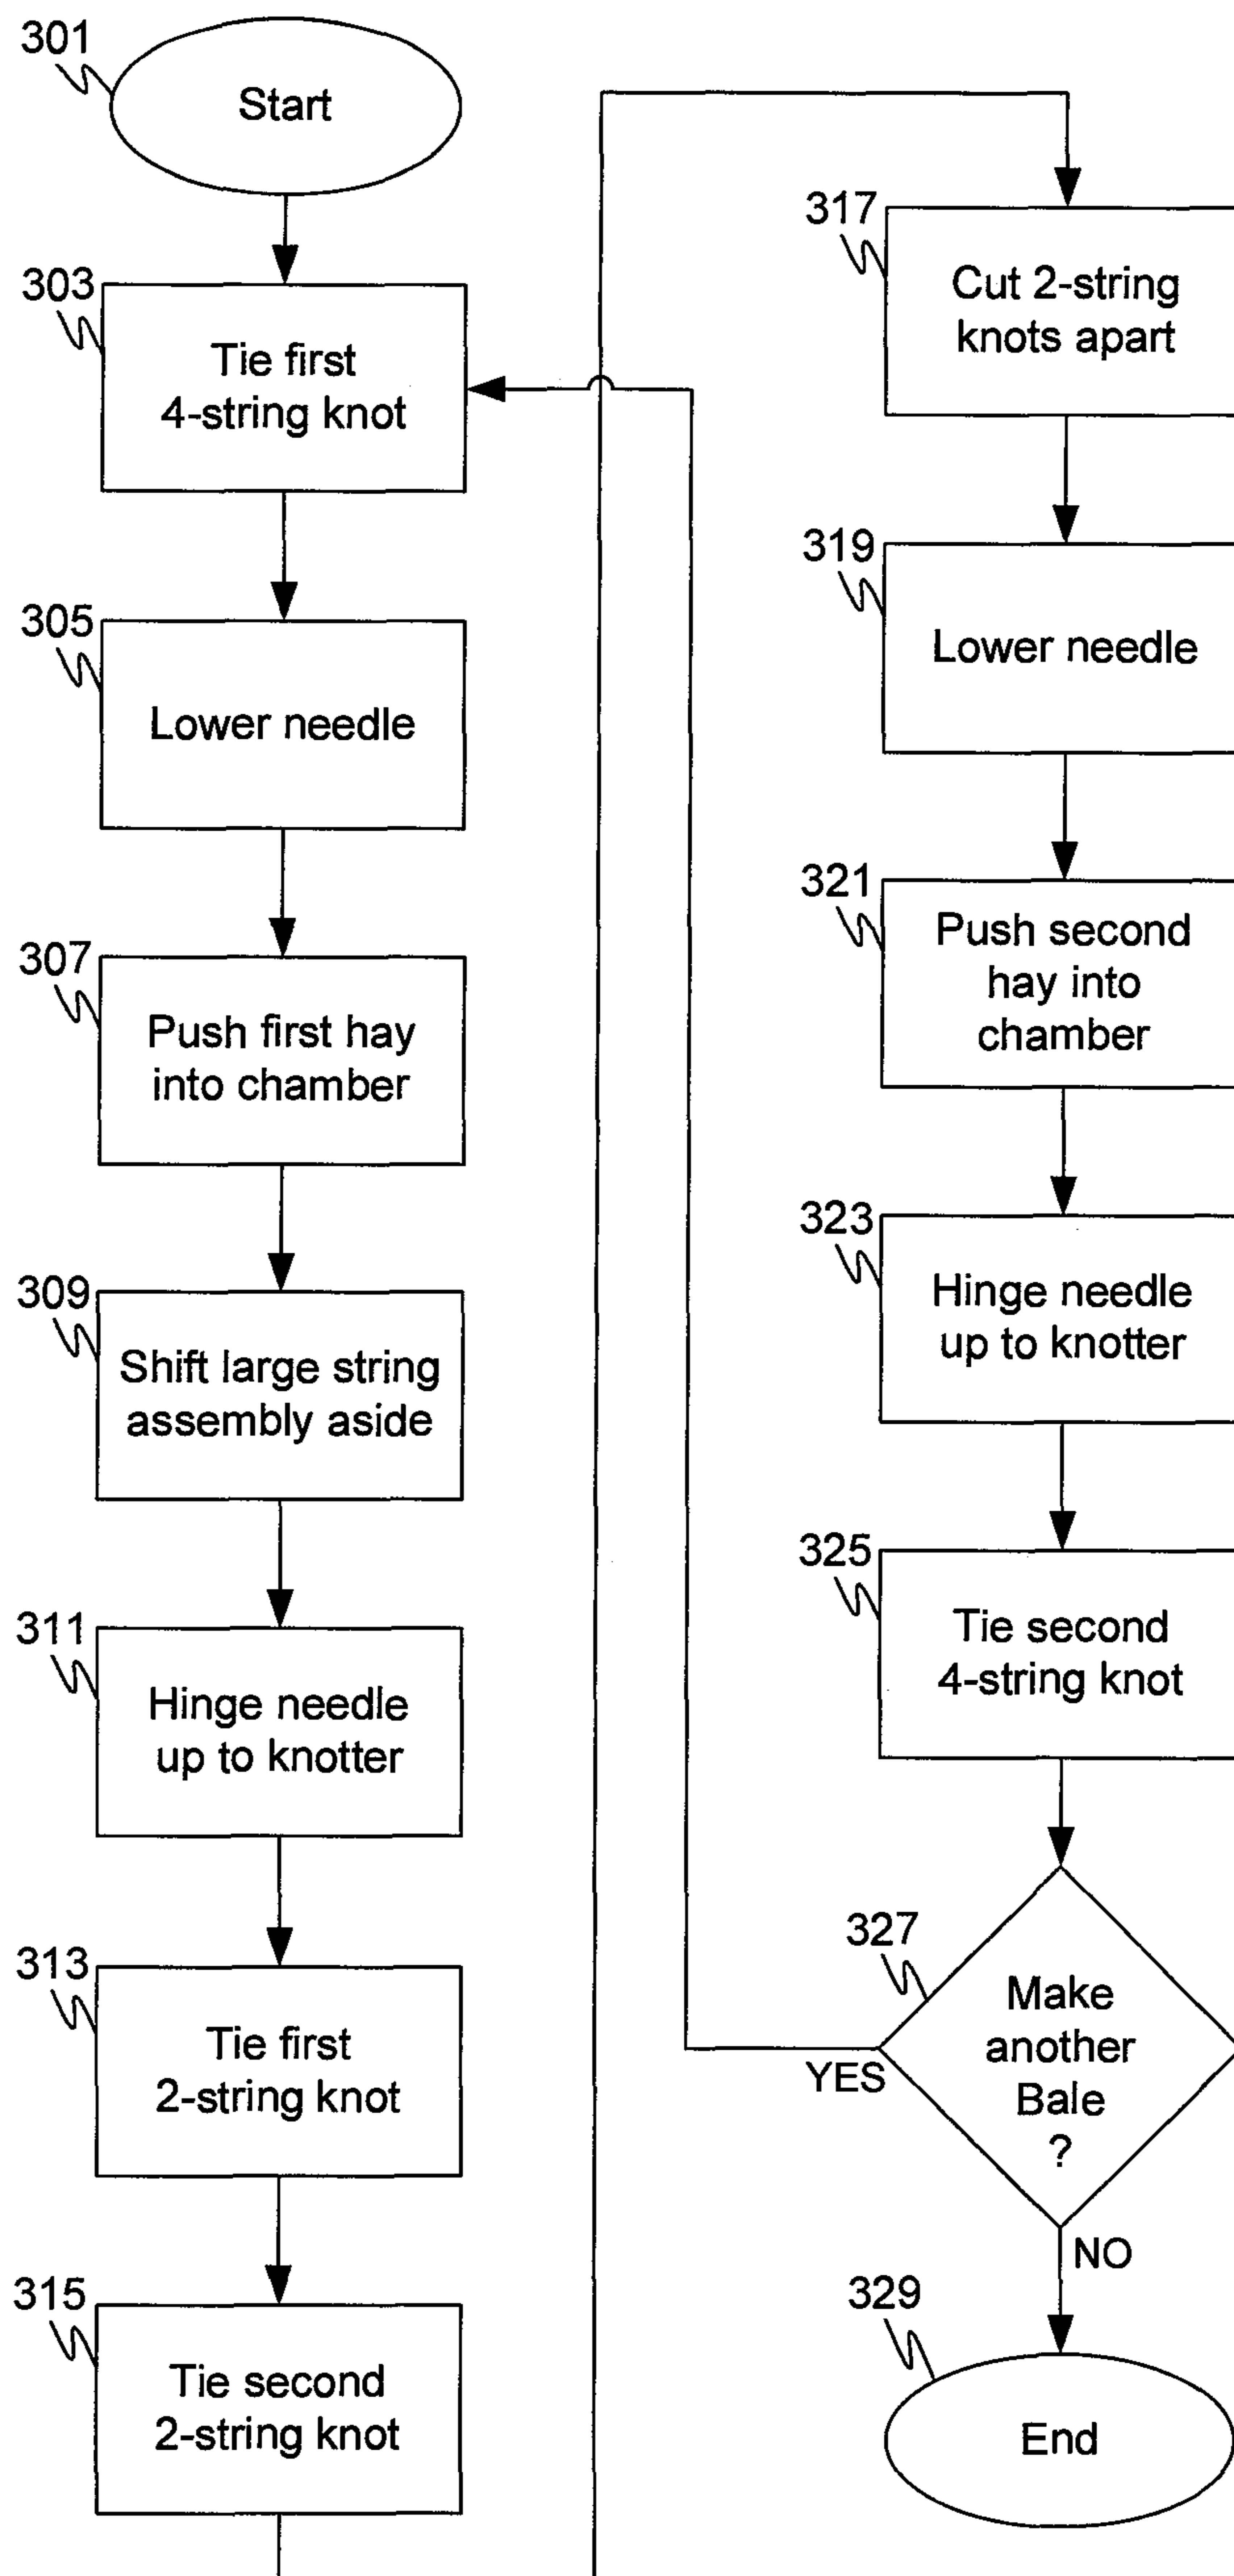 301
Start
303
Tie first
4-string knot
305
Lower needle
307
Push first hay
into chamber
309
Shift large string
assembly aside
311
Hinge needle
up to knotter
313
Tie first
2-string knot
315
Tie second
2-string knot
317
Cut 2-string
knots apart
319
Lower needle
321
Push second
hay into
chamber
323
Hinge needle
up to knotter
325
Tie second
4-string knot
327
Make
another
Bale
?
YES
NO
329
End